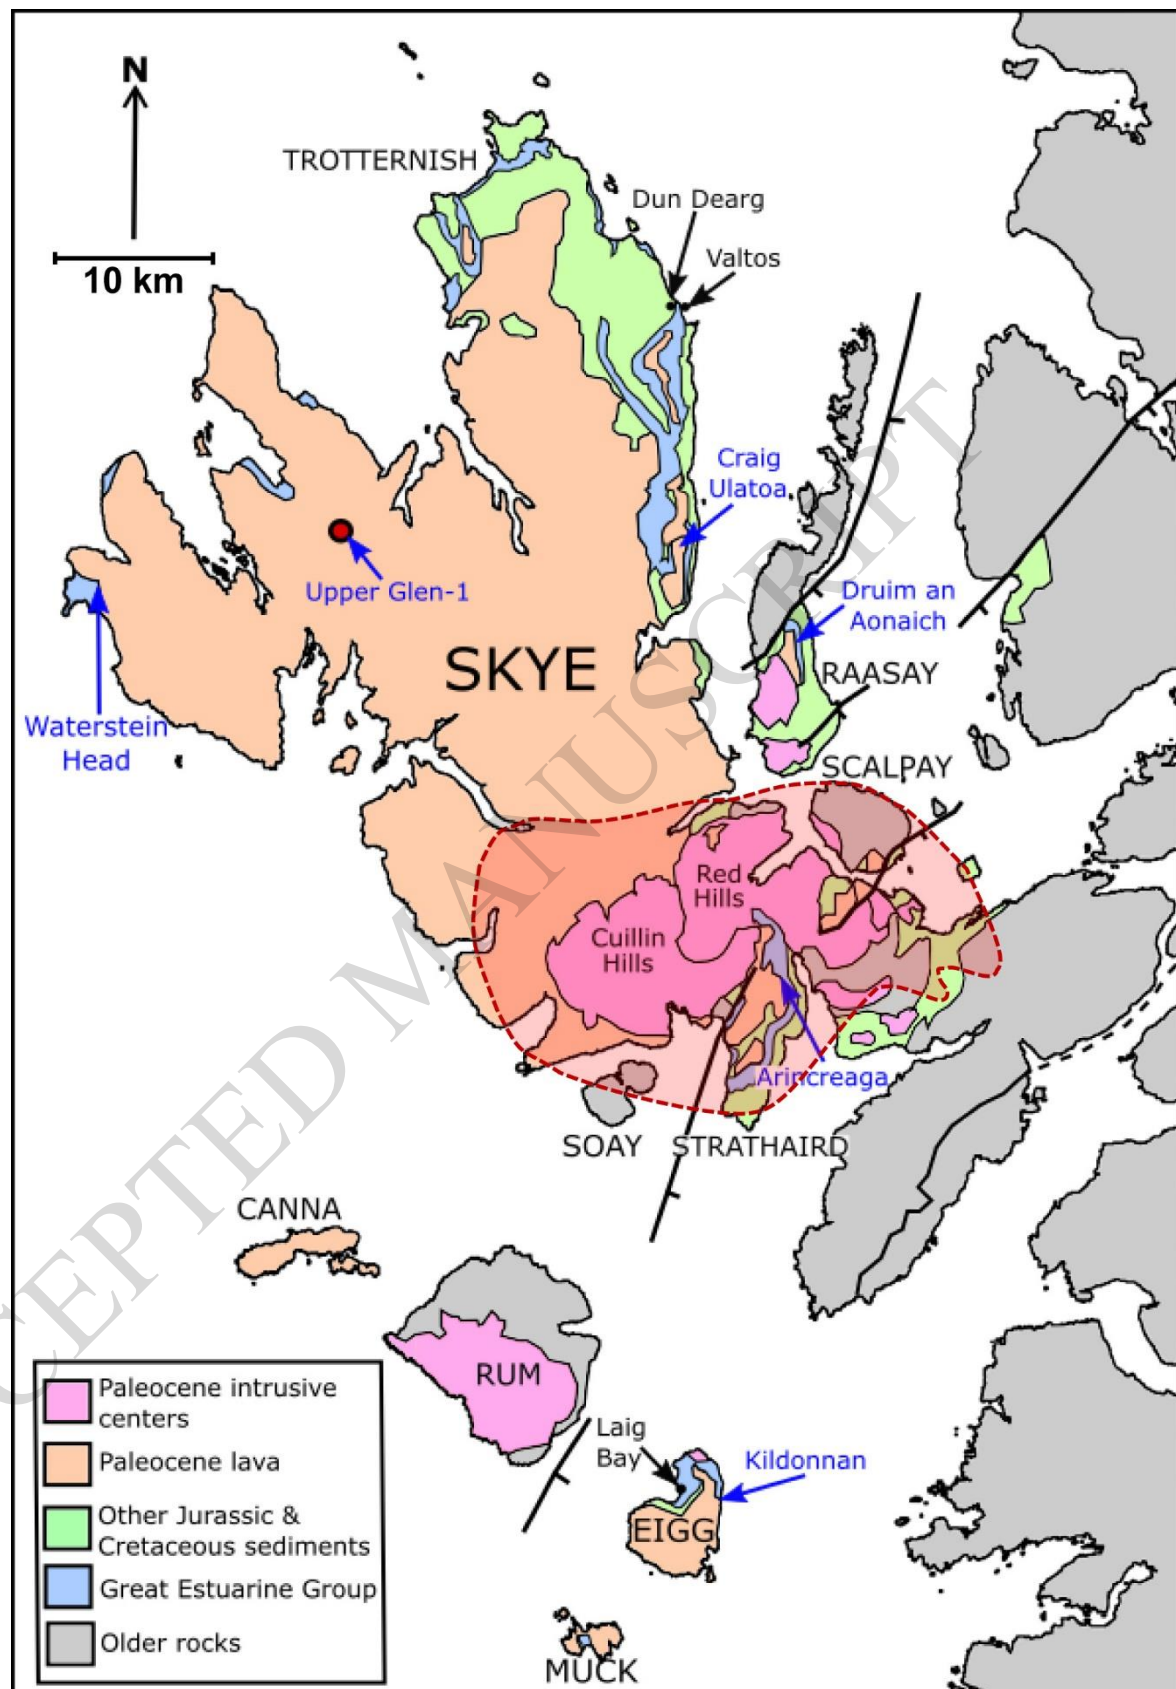 N
TROTTERNISH
Dun Dearg
Valtos
10 km
Craig
Ulatoa
Upper Glen-1
Druim an
Aonaich
SKYE
RAASAY
Waterstein
Head
SCALPAY
Red
Hills
Cuillin
Hills
Arincreaga
SOAY
STRATHAIRD
CANNA
RUM
Laig
Bay
Kildonnan
EIGG
MUCK
Paleocene intrusive
centers
Paleocene lava
Other Jurassic &
Cretaceous sediments
Great Estuarine Group
Older rocks
CEPTED MANUSCRIPT